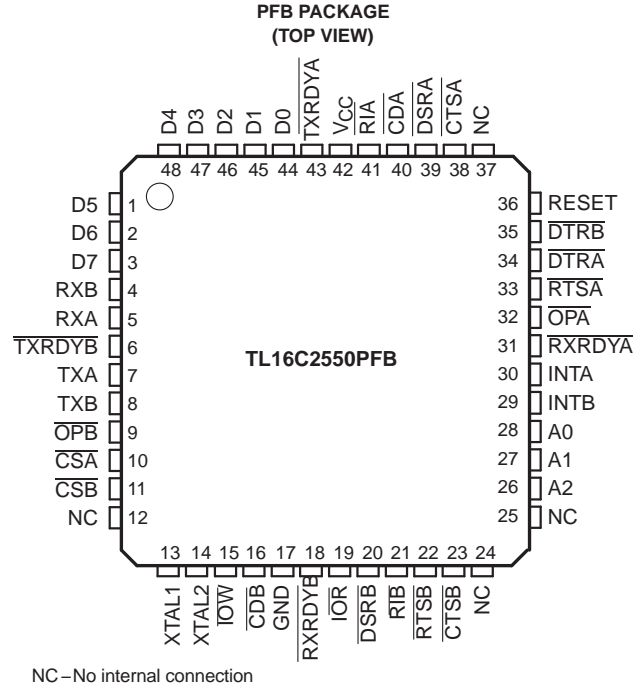 PFB PACKAGE
(TOP VIEW)
D4 D3 D2 D1 D0 TXRDYA VCC RIA CDA DSRA CTSA NC
48 47 46 45 44 43 42 41 40 39 38 37
D5 1 36 RESET
D6 2 35 DTRB
D7 3 34 DTRA
RXB 4 33 RTSA
RXA 5 32 OPA
TXRDYB 6 31 RXRDYA
TL16C2550PFB
TXA 7 30 INTA
TXB 8 29 INTB
OPB 9 28 A0
CSA 10 27 A1
CSB 11 26 A2
NC 12 25 NC
13 14 15 16 17 18 19 20 21 22 23 24
XTAL1 XTAL2 IOW CDB GND RXRDYB IOR DSRB RIB RTSB CTSB NC
NC–No internal connection